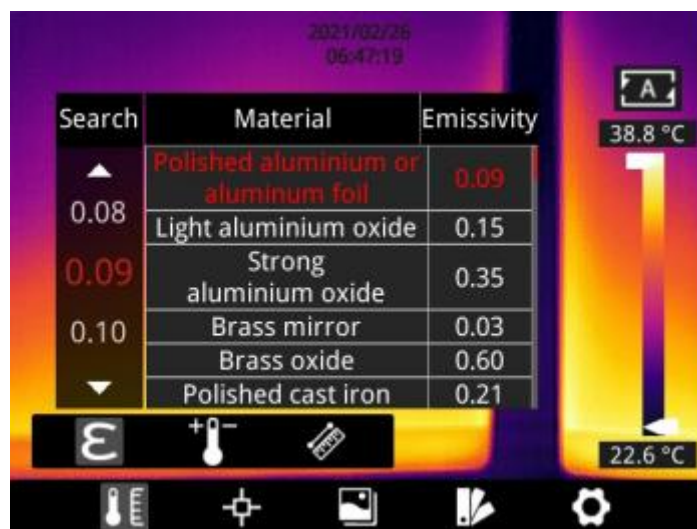 2021/02/26
06:47:19
A
38.8 °C
Search Material Emissivity
Polished aluminium or
aluminum foil 0.09
0.08
Light aluminium oxide 0.15
0.09
Strong
aluminium oxide 0.35
0.10
Brass mirror 0.03
Brass oxide 0.60
Polished cast iron 0.21
ε
+ −
22.6 °C